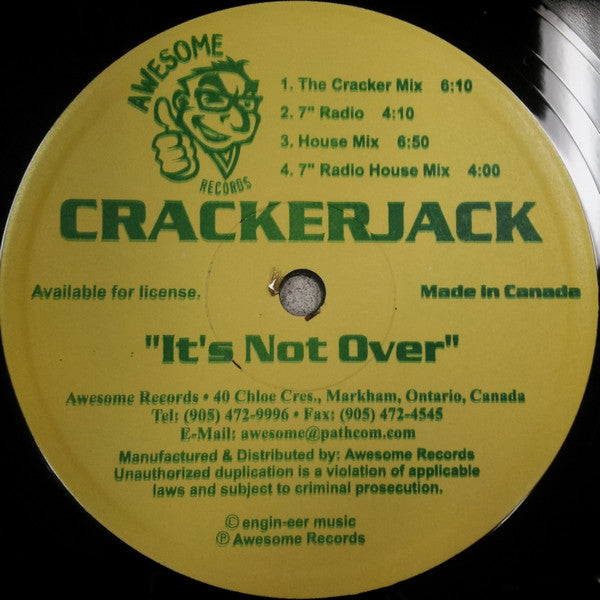 AWESOME
RECORDS
1. The Cracker Mix 6:10
2. 7" Radio 4:10
3. House Mix 6:50
4. 7" Radio House Mix 4:00
CRACKERJACK
Available for license.
Made in Canada
"It's Not Over"
Awesome Records • 40 Chloe Cres., Markham, Ontario, Canada
Tel: (905) 472-9996 • Fax: (905) 472-4545
E-Mail: awesome@pathcom.com
Manufactured & Distributed by: Awesome Records
Unauthorized duplication is a violation of applicable
laws and subject to criminal prosecution.
© engin-eer music
℗ Awesome Records